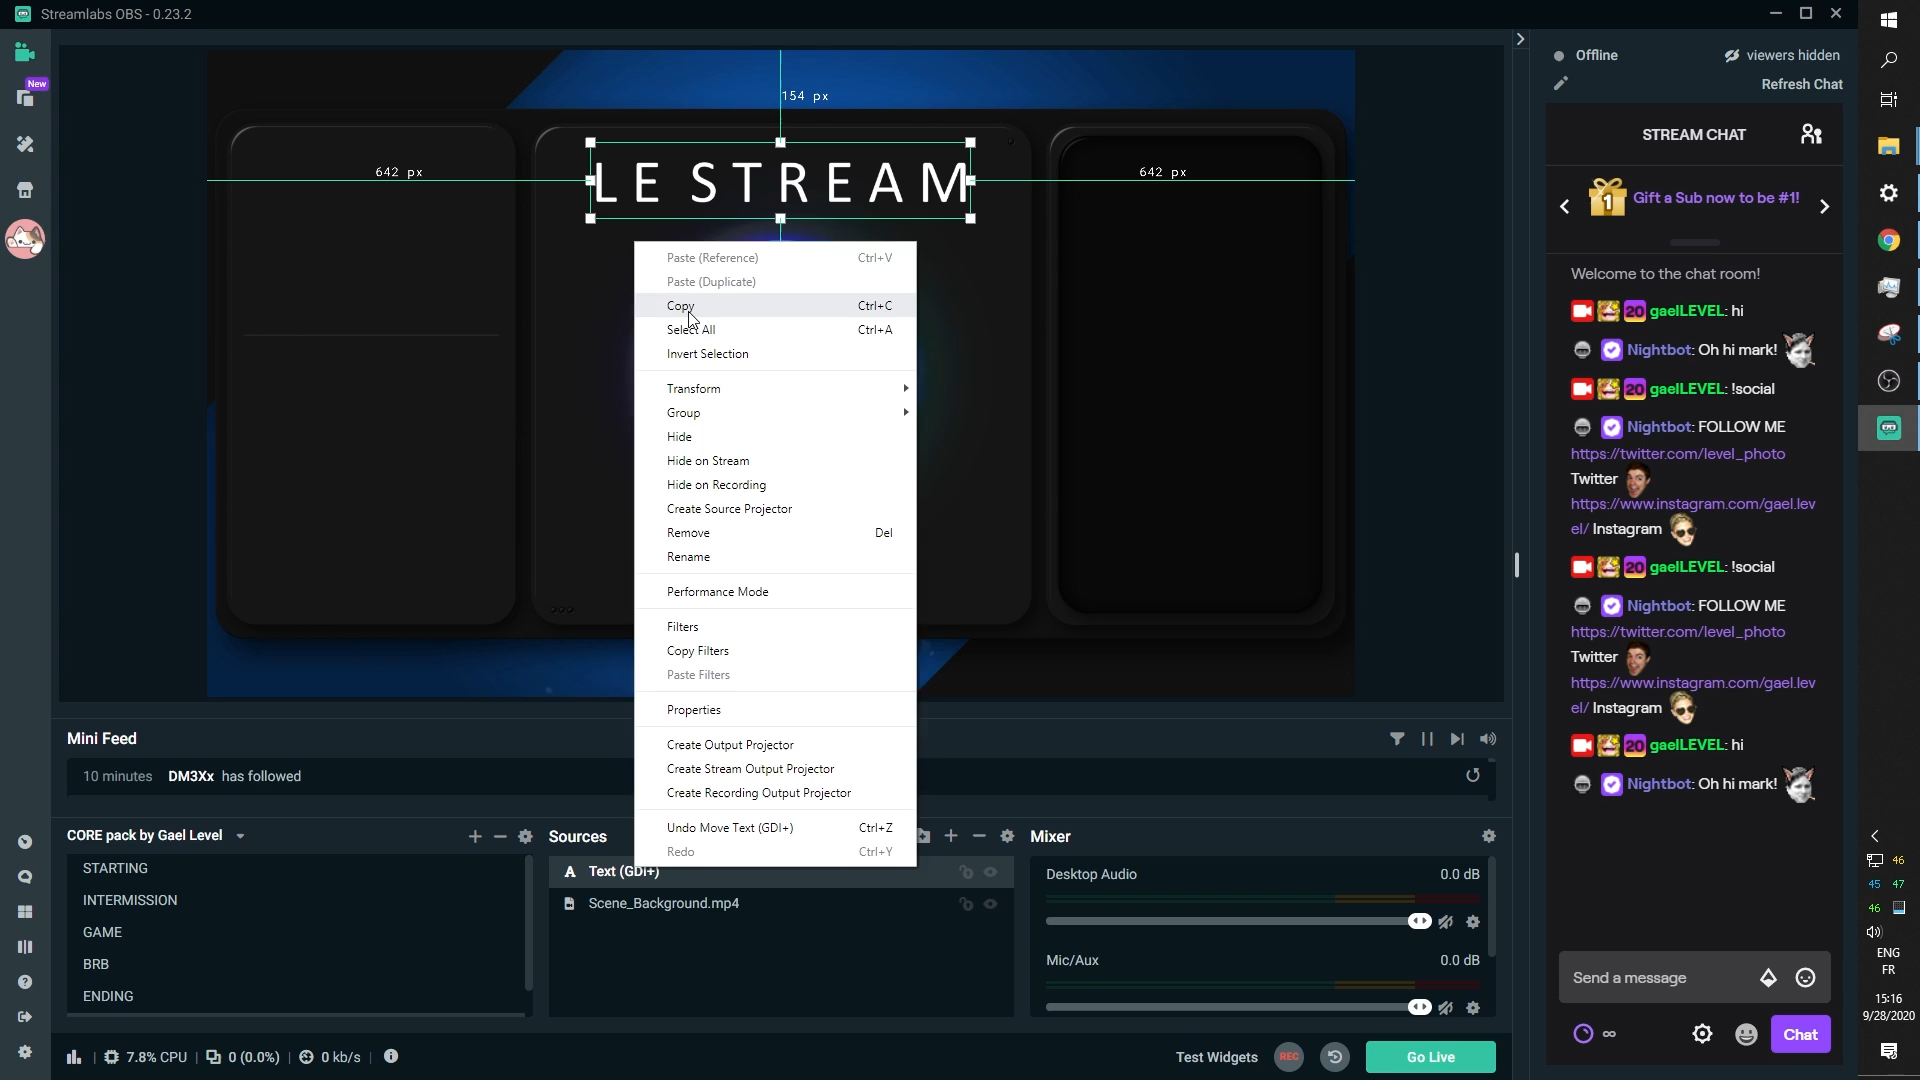 Streamlabs OBS - 0.23.2
New
154 px
642 px
642 px
LE STREAM
Paste (Reference) Ctrl+V
Paste (Duplicate)
Copy Ctrl+C
Select All Ctrl+A
Invert Selection
Transform
Group
Hide
Hide on Stream
Hide on Recording
Create Source Projector
Remove Del
Rename
Performance Mode
Filters
Copy Filters
Paste Filters
Properties
Create Output Projector
Create Stream Output Projector
Create Recording Output Projector
Undo Move Text (GDI+) Ctrl+Z
Redo Ctrl+Y
Mini Feed
10 minutes DM3Xx has followed
CORE pack by Gael Level
STARTING
INTERMISSION
GAME
BRB
ENDING
Sources
Text (GDI+)
Scene_Background.mp4
Mixer
Desktop Audio 0.0 dB
Mic/Aux 0.0 dB
7.8% CPU
0 (0.0%)
0 kb/s
Test Widgets
REC
Go Live
Offline
viewers hidden
Refresh Chat
STREAM CHAT
1
Gift a Sub now to be #1!
Welcome to the chat room!
20 gaelLEVEL: hi
Nightbot: Oh hi mark!
20 gaelLEVEL: !social
Nightbot: FOLLOW ME
https://twitter.com/level_photo
Twitter
https://www.instagram.com/gael.lev
el/ Instagram
20 gaelLEVEL: !social
Nightbot: FOLLOW ME
https://twitter.com/level_photo
Twitter
https://www.instagram.com/gael.lev
el/ Instagram
20 gaelLEVEL: hi
Nightbot: Oh hi mark!
Send a message
∞
Chat
46
45 47
46
ENG
FR
15:16
9/28/2020